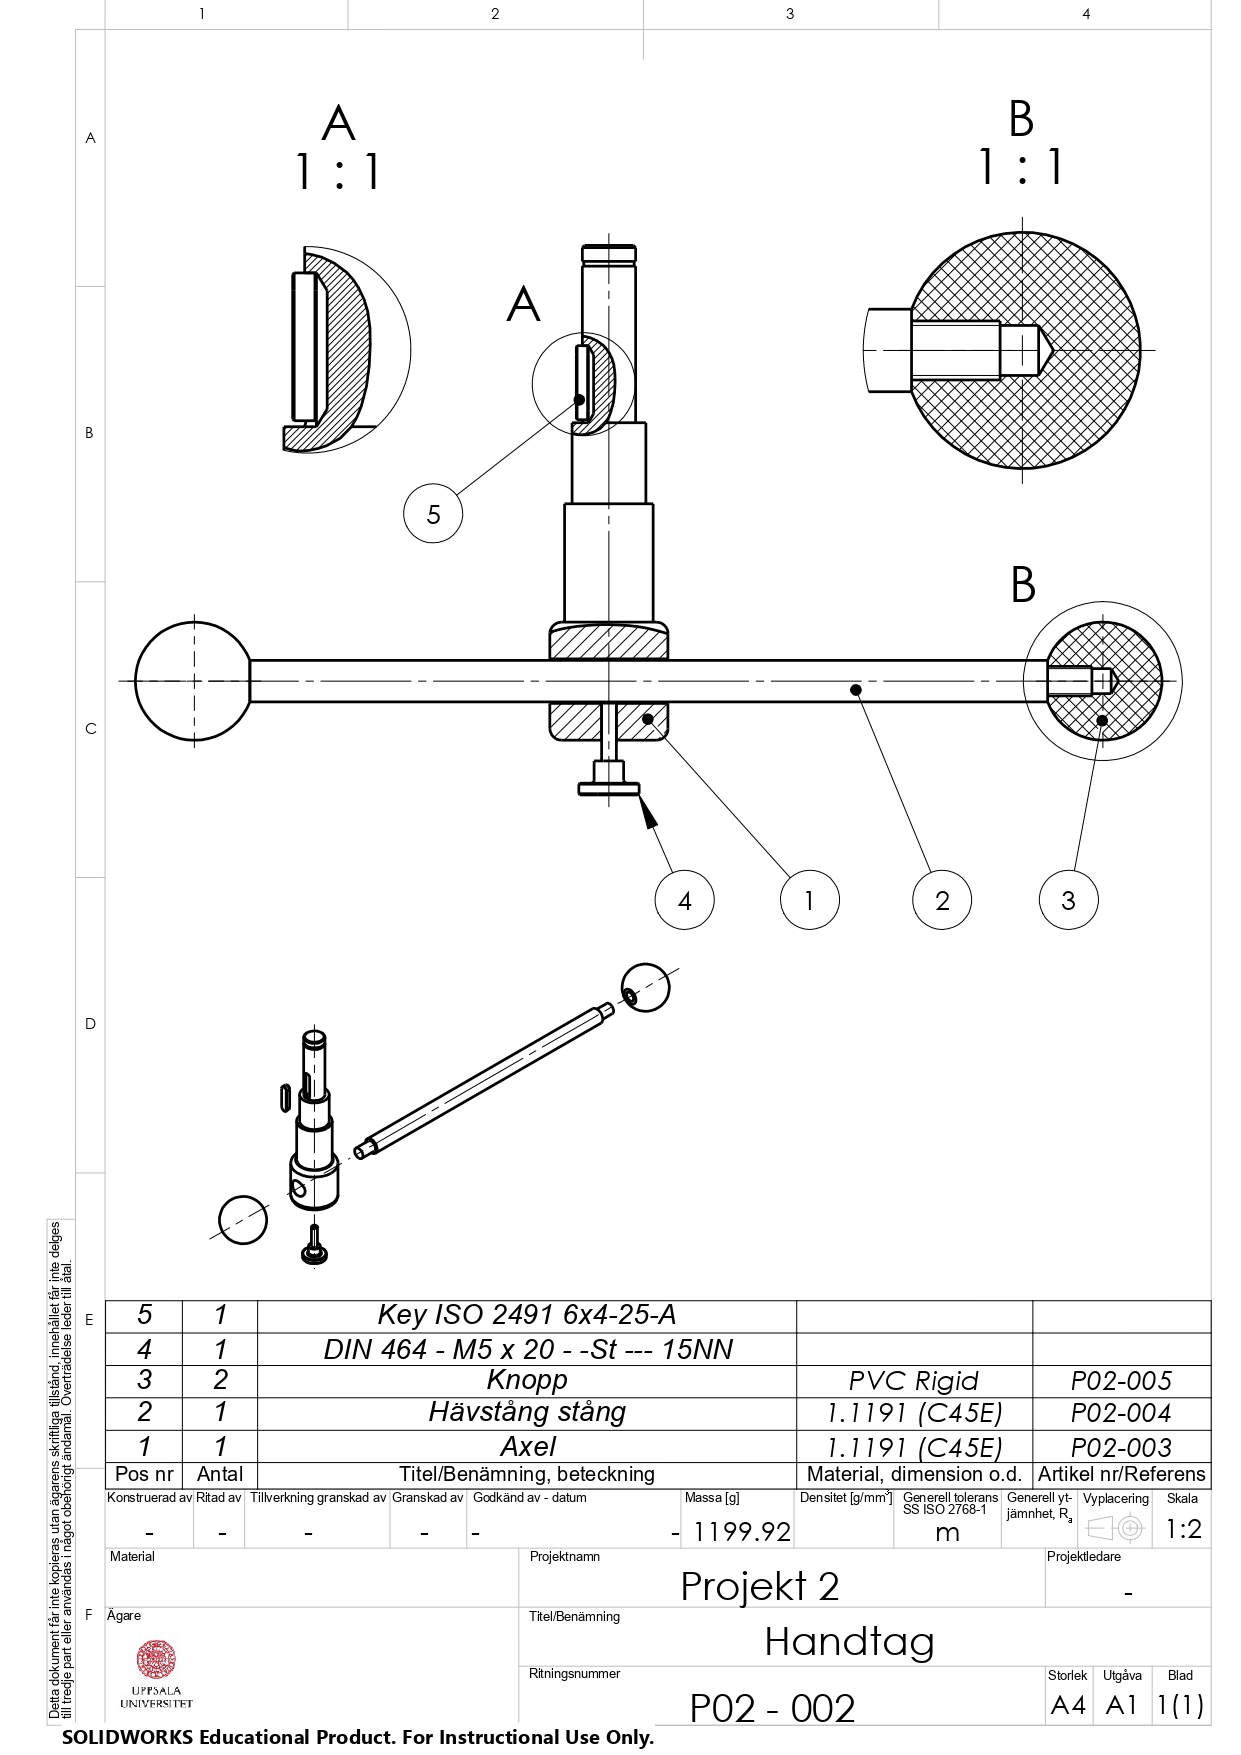 1 2 3 4
A
B
C
D
E
F
A
1 : 1
B
1 : 1
A
5
B
4 1 2 3
5 1 Key ISO 2491 6x4-25-A
4 1 DIN 464 - M5 x 20 - -St --- 15NN
3 2 Knopp PVC Rigid P02-005
2 1 Hävstång stång 1.1191 (C45E) P02-004
1 1 Axel 1.1191 (C45E) P02-003
Pos nr Antal Titel/Benämning, beteckning Material, dimension o.d. Artikel nr/Referens
Konstruerad av Ritad av Tillverkning granskad av Granskad av Godkänd av - datum Massa [g] Densitet [g/mm³] Generell tolerans SS ISO 2768-1 Generell yt-jämnhet, Ra Vyplacering Skala
- - - - - - 1199.92 m 1:2
Material Projektnamn Projektledare
Projekt 2 -
Ägare Titel/Benämning
Handtag
UPPSALA
UNIVERSITET
Ritningsnummer Storlek Utgåva Blad
P02 - 002 A4 A1 1(1)
Detta dokument får inte kopieras utan ägarens skriftliga tillstånd, innehållet får inte delges
till tredje part eller användas i något obehörigt ändamål. Överträdelse leder till åtal.
SOLIDWORKS Educational Product. For Instructional Use Only.